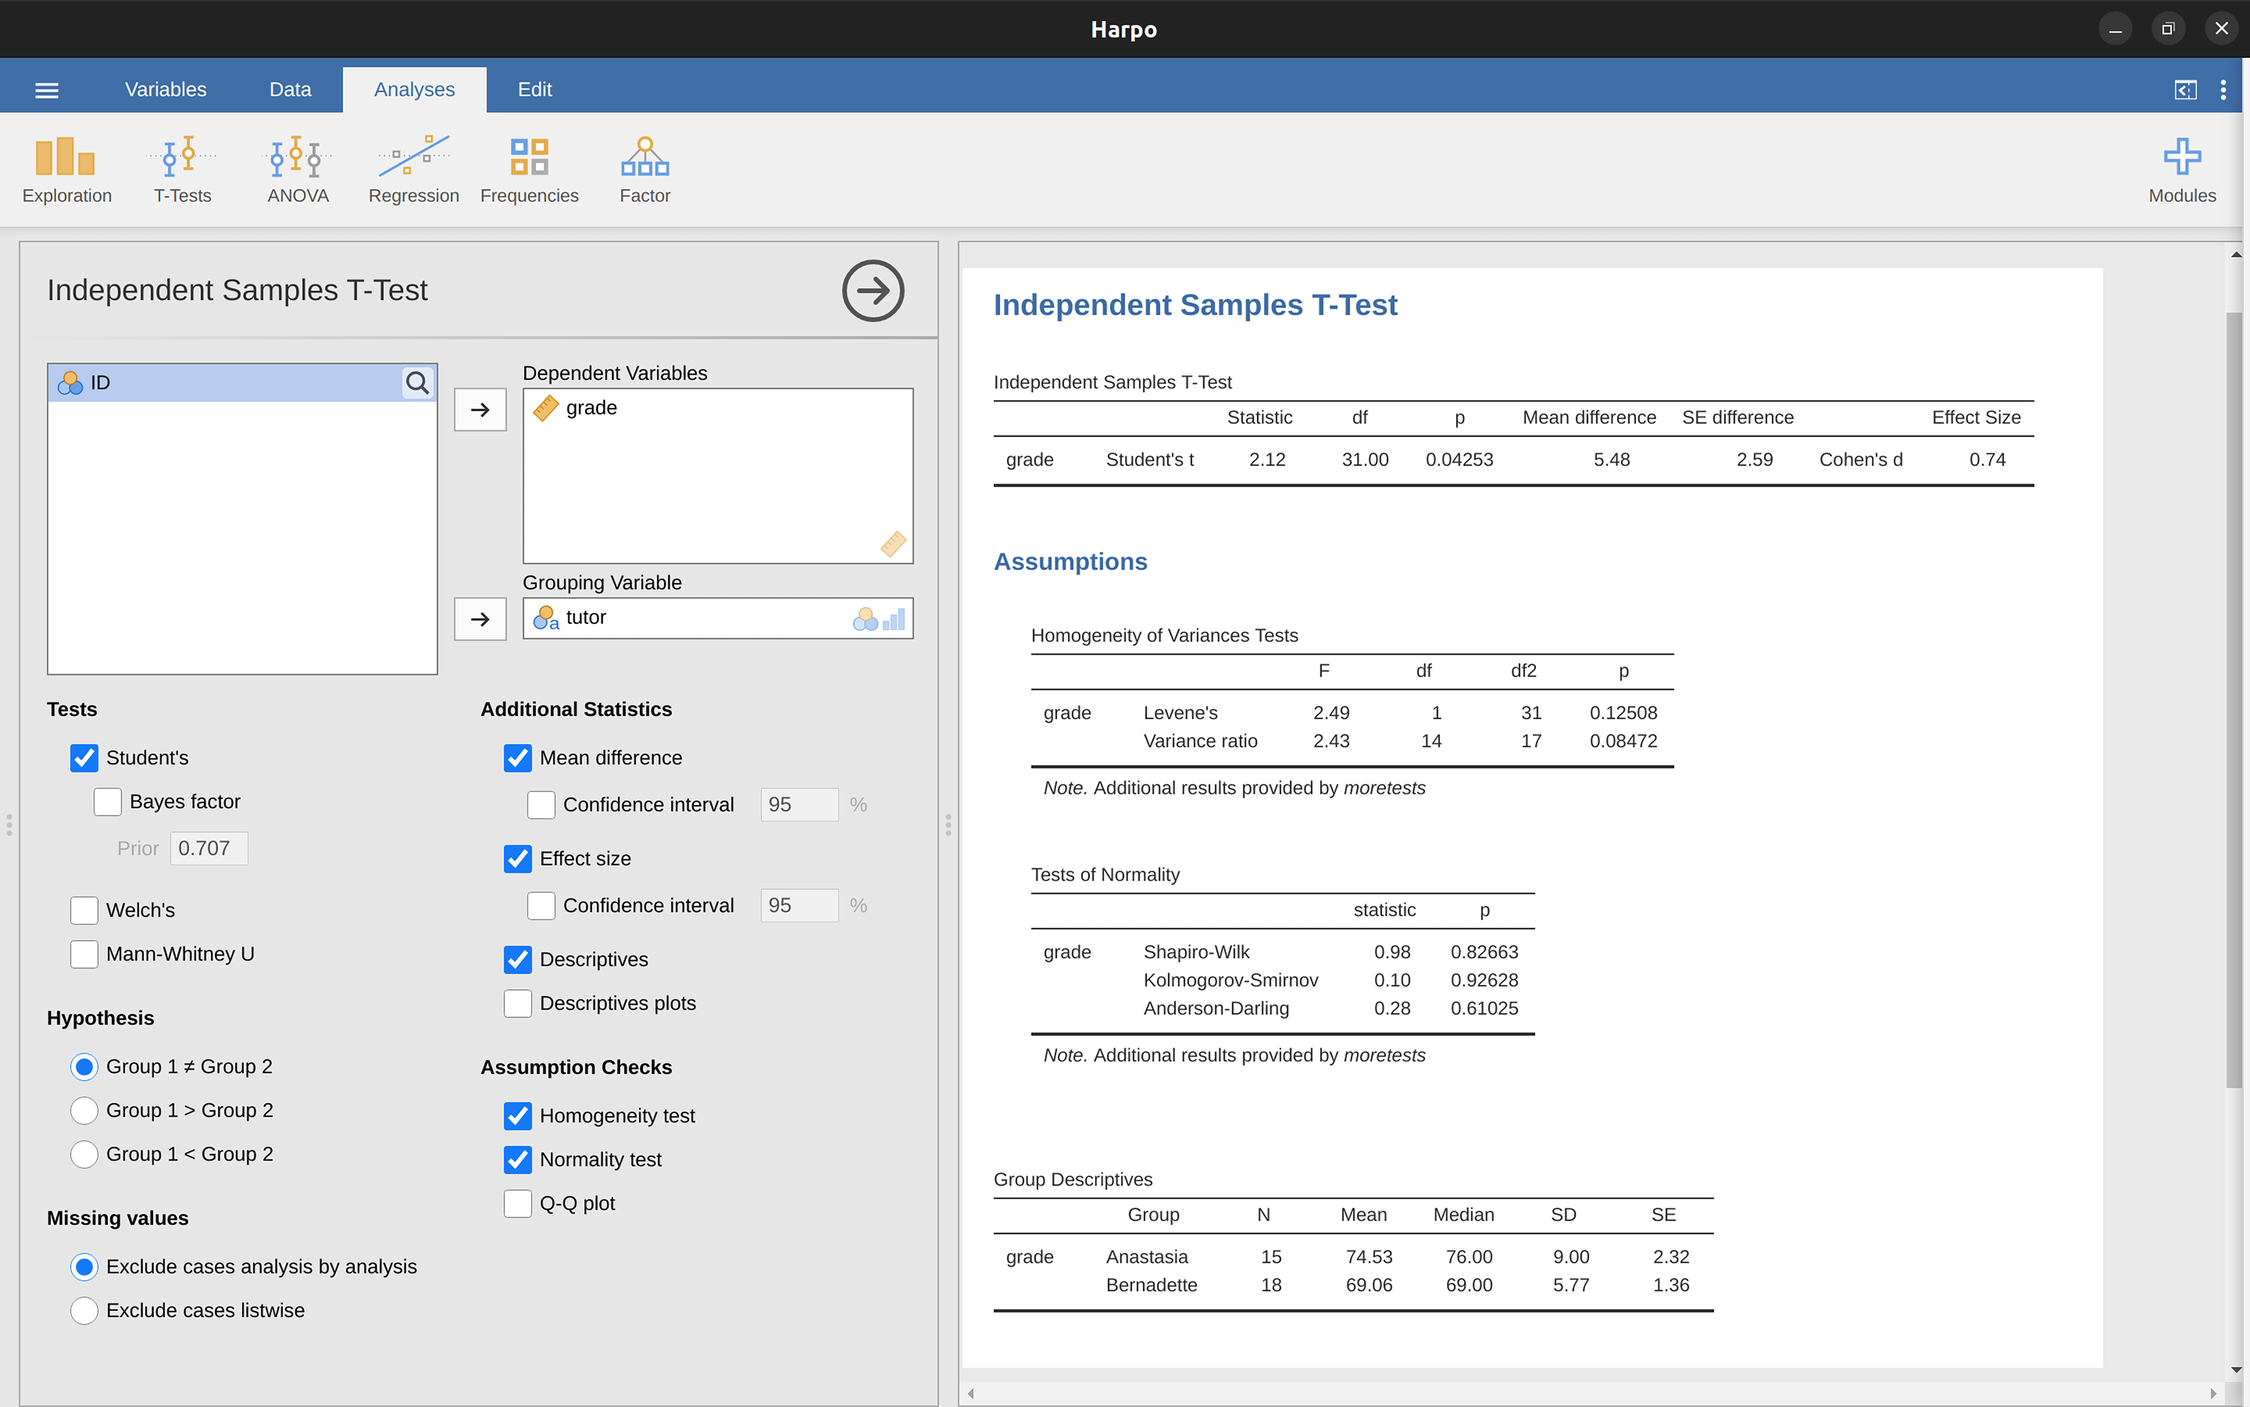 Harpo
Variables Data Analyses Edit
Exploration T-Tests ANOVA Regression Frequencies Factor Modules
Independent Samples T-Test
ID
Dependent Variables
grade
Grouping Variable
a tutor
Tests
Student's
Bayes factor
Prior 0.707
Welch's
Mann-Whitney U
Hypothesis
Group 1 ≠ Group 2
Group 1 > Group 2
Group 1 < Group 2
Missing values
Exclude cases analysis by analysis
Exclude cases listwise
Additional Statistics
Mean difference
Confidence interval 95 %
Effect size
Confidence interval 95 %
Descriptives
Descriptives plots
Assumption Checks
Homogeneity test
Normality test
Q-Q plot
Independent Samples T-Test
Independent Samples T-Test
Statistic df p Mean difference SE difference Effect Size
grade Student's t 2.12 31.00 0.04253 5.48 2.59 Cohen's d 0.74
Assumptions
Homogeneity of Variances Tests
F df df2 p
grade Levene's 2.49 1 31 0.12508
Variance ratio 2.43 14 17 0.08472
Note. Additional results provided by moretests
Tests of Normality
statistic p
grade Shapiro-Wilk 0.98 0.82663
Kolmogorov-Smirnov 0.10 0.92628
Anderson-Darling 0.28 0.61025
Note. Additional results provided by moretests
Group Descriptives
Group N Mean Median SD SE
grade Anastasia 15 74.53 76.00 9.00 2.32
Bernadette 18 69.06 69.00 5.77 1.36